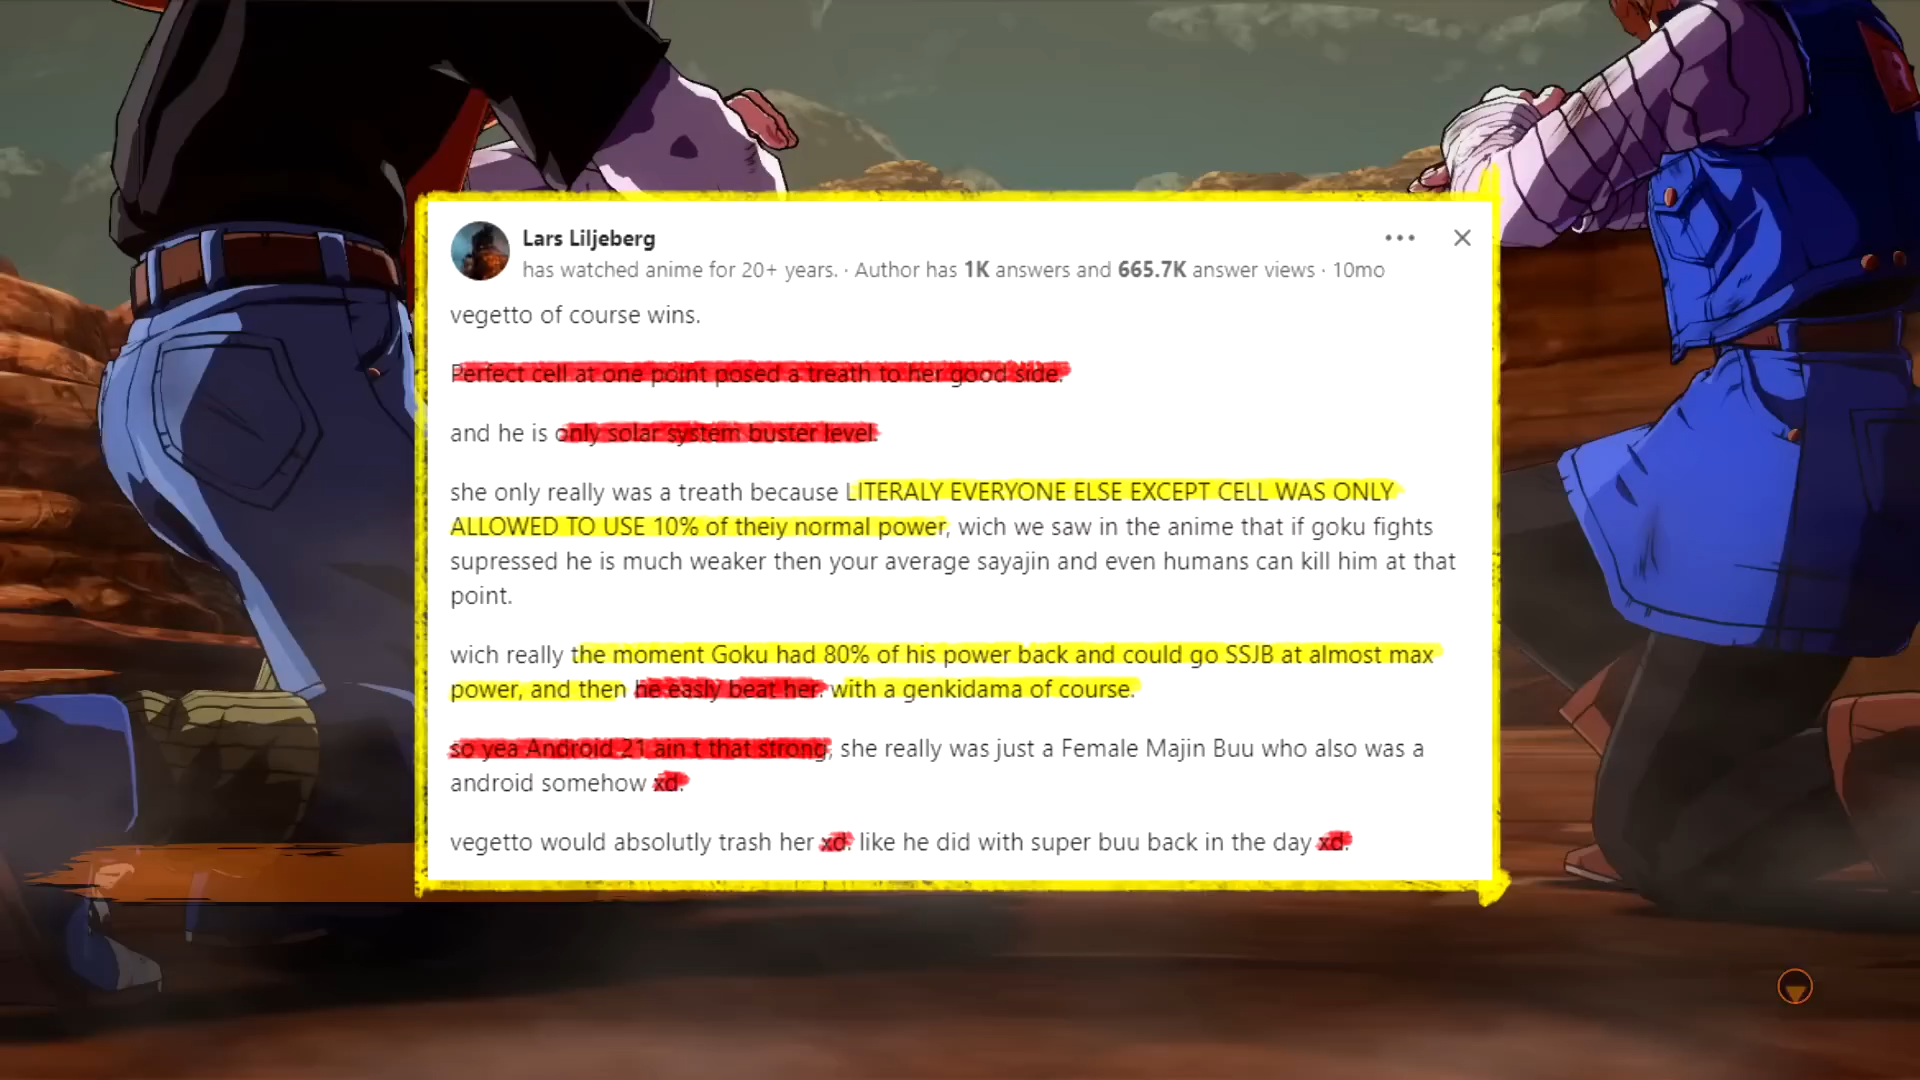 Lars Liljeberg
has watched anime for 20+ years. · Author has 1K answers and 665.7K answer views · 10mo
vegetto of course wins.
Perfect cell at one point posed a treath to her good side.
and he is only solar system buster level.
she only really was a treath because LITERALY EVERYONE ELSE EXCEPT CELL WAS ONLY
ALLOWED TO USE 10% of theiy normal power, wich we saw in the anime that if goku fights
supressed he is much weaker then your average sayajin and even humans can kill him at that
point.
wich really the moment Goku had 80% of his power back and could go SSJB at almost max
power, and then he easly beat her. with a genkidama of course.
so yea Android 21 ain t that strong, she really was just a Female Majin Buu who also was a
android somehow xd.
vegetto would absolutly trash her xd. like he did with super buu back in the day xd.